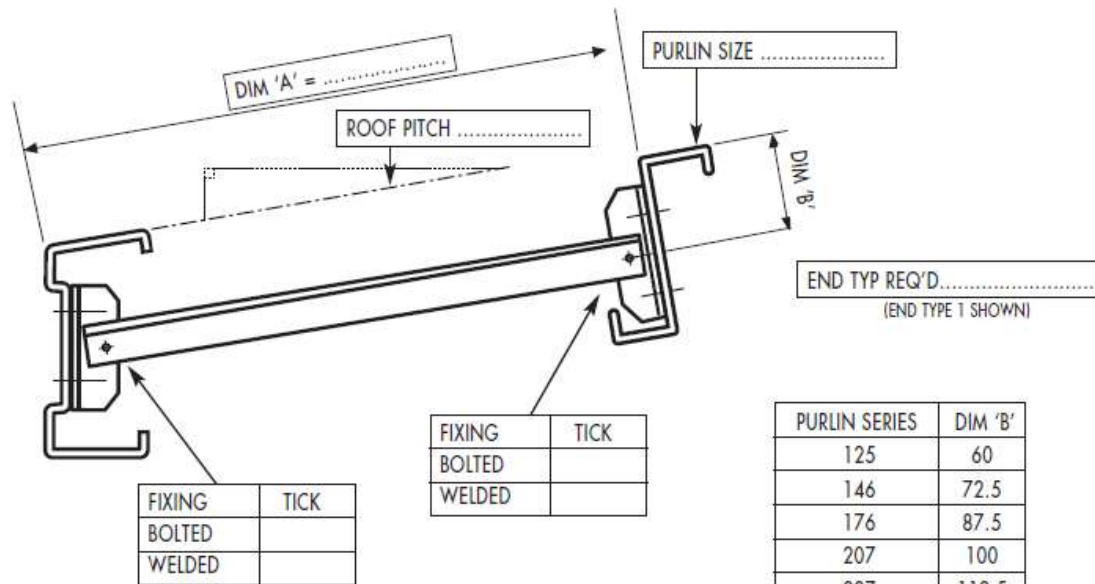 DIM 'A' = ......................
PURLIN SIZE ......................
ROOF PITCH ......................
DIM 'B'
END TYP REQ'D...........................
(END TYPE 1 SHOWN)
FIXING TICK
BOLTED
WELDED
FIXING TICK
BOLTED
WELDED
PURLIN SERIES DIM 'B'
125 60
146 72.5
176 87.5
207 100